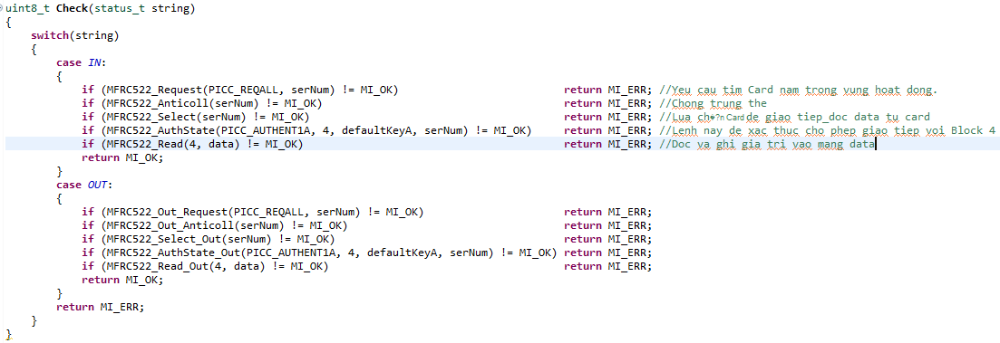 uint8_t Check(status_t string)
{
    switch(string)
    {
        case IN:
        {
            if (MFRC522_Request(PICC_REQALL, serNum) != MI_OK)                          return MI_ERR; //Yeu cau tim Card nam trong vung hoat dong.
            if (MFRC522_Anticoll(serNum) != MI_OK)                                      return MI_ERR; //Chong trung the
            if (MFRC522_Select(serNum) != MI_OK)                                        return MI_ERR; //Lua ch�?n Card de giao tiep_doc data tu card
            if (MFRC522_AuthState(PICC_AUTHENT1A, 4, defaultKeyA, serNum) != MI_OK)     return MI_ERR; //Lenh nay de xac thuc cho phep giao tiep voi Block 4
            if (MFRC522_Read(4, data) != MI_OK)                                         return MI_ERR; //Doc va ghi gia tri vao mang data
            return MI_OK;
        }
        case OUT:
        {
            if (MFRC522_Out_Request(PICC_REQALL, serNum) != MI_OK)                      return MI_ERR;
            if (MFRC522_Out_Anticoll(serNum) != MI_OK)                                  return MI_ERR;
            if (MFRC522_Select_Out(serNum) != MI_OK)                                    return MI_ERR;
            if (MFRC522_AuthState_Out(PICC_AUTHENT1A, 4, defaultKeyA, serNum) != MI_OK) return MI_ERR;
            if (MFRC522_Read_Out(4, data) != MI_OK)                                     return MI_ERR;
            return MI_OK;
        }
        return MI_ERR;
    }
}